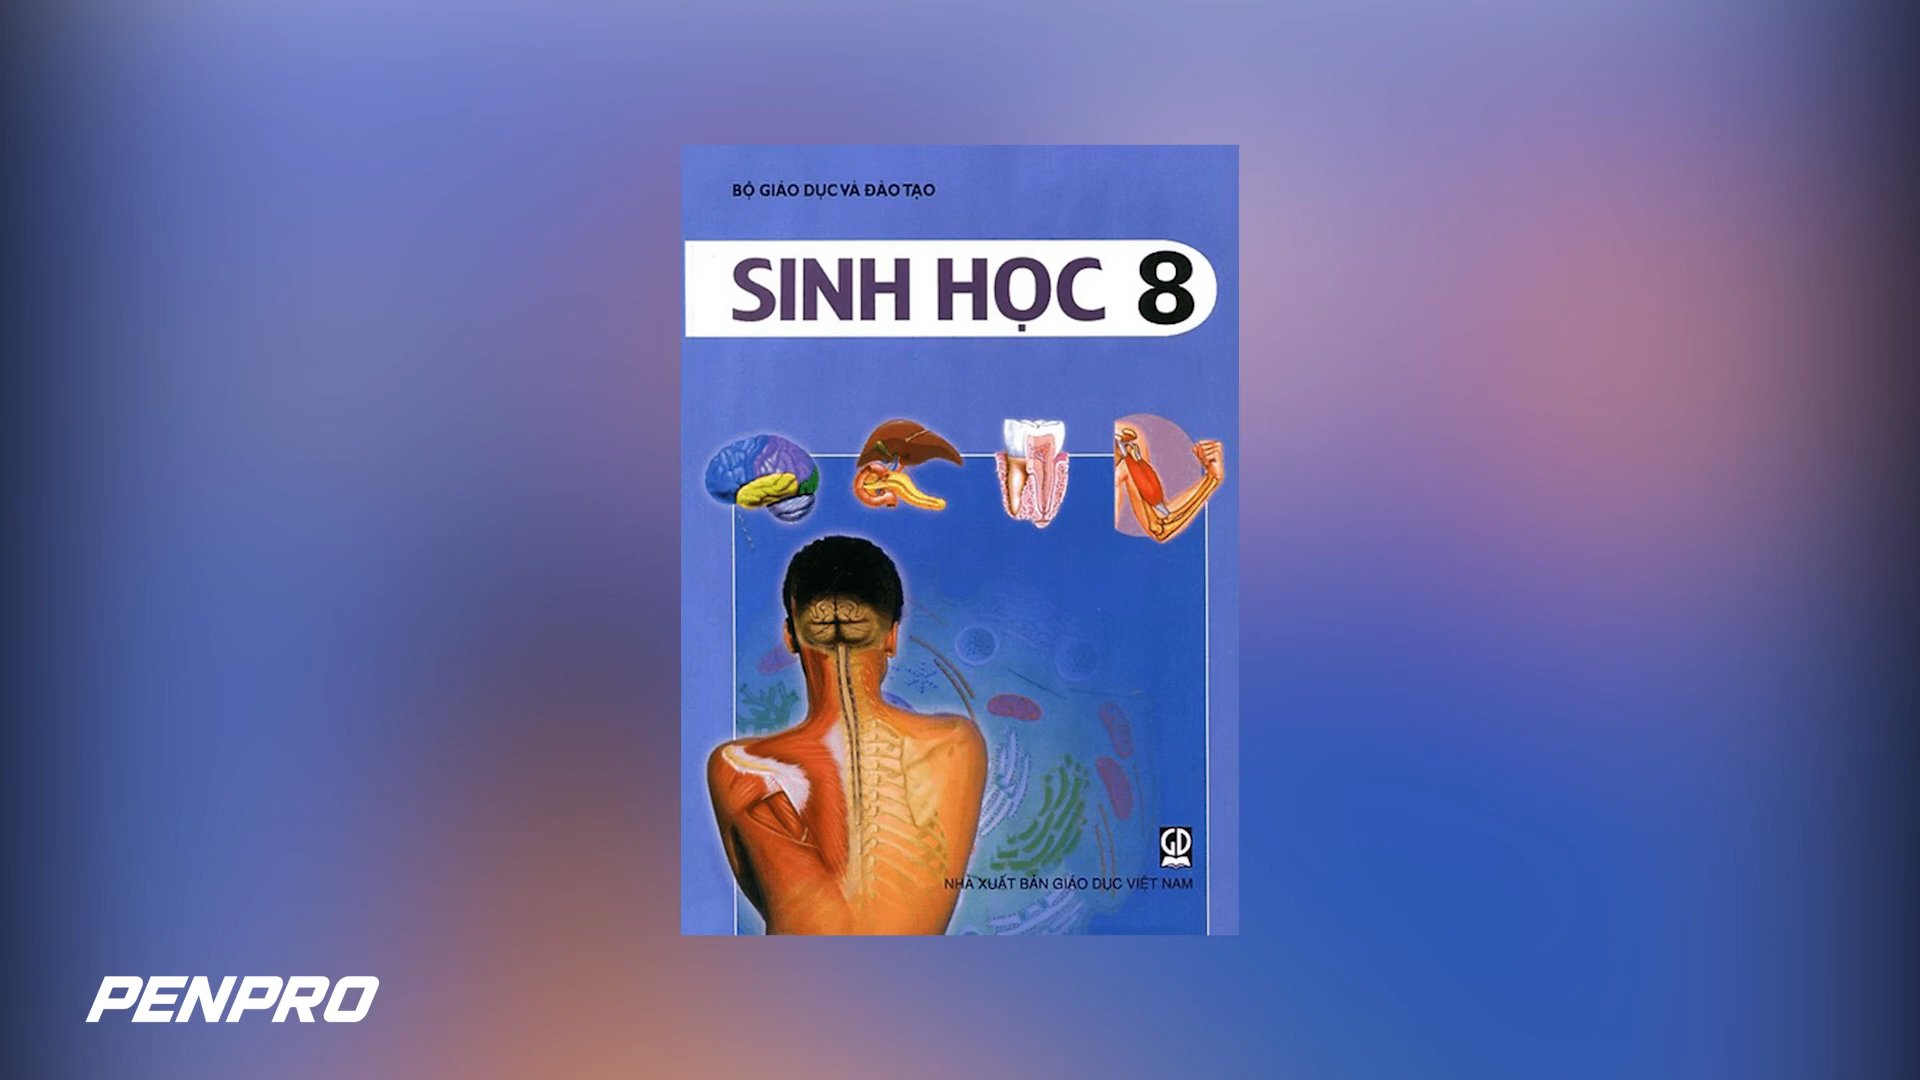 BỘ GIÁO DỤC VÀ ĐÀO TẠO
SINH HỌC 8
GD
NHÀ XUẤT BẢN GIÁO DỤC VIỆT NAM
PENPRO